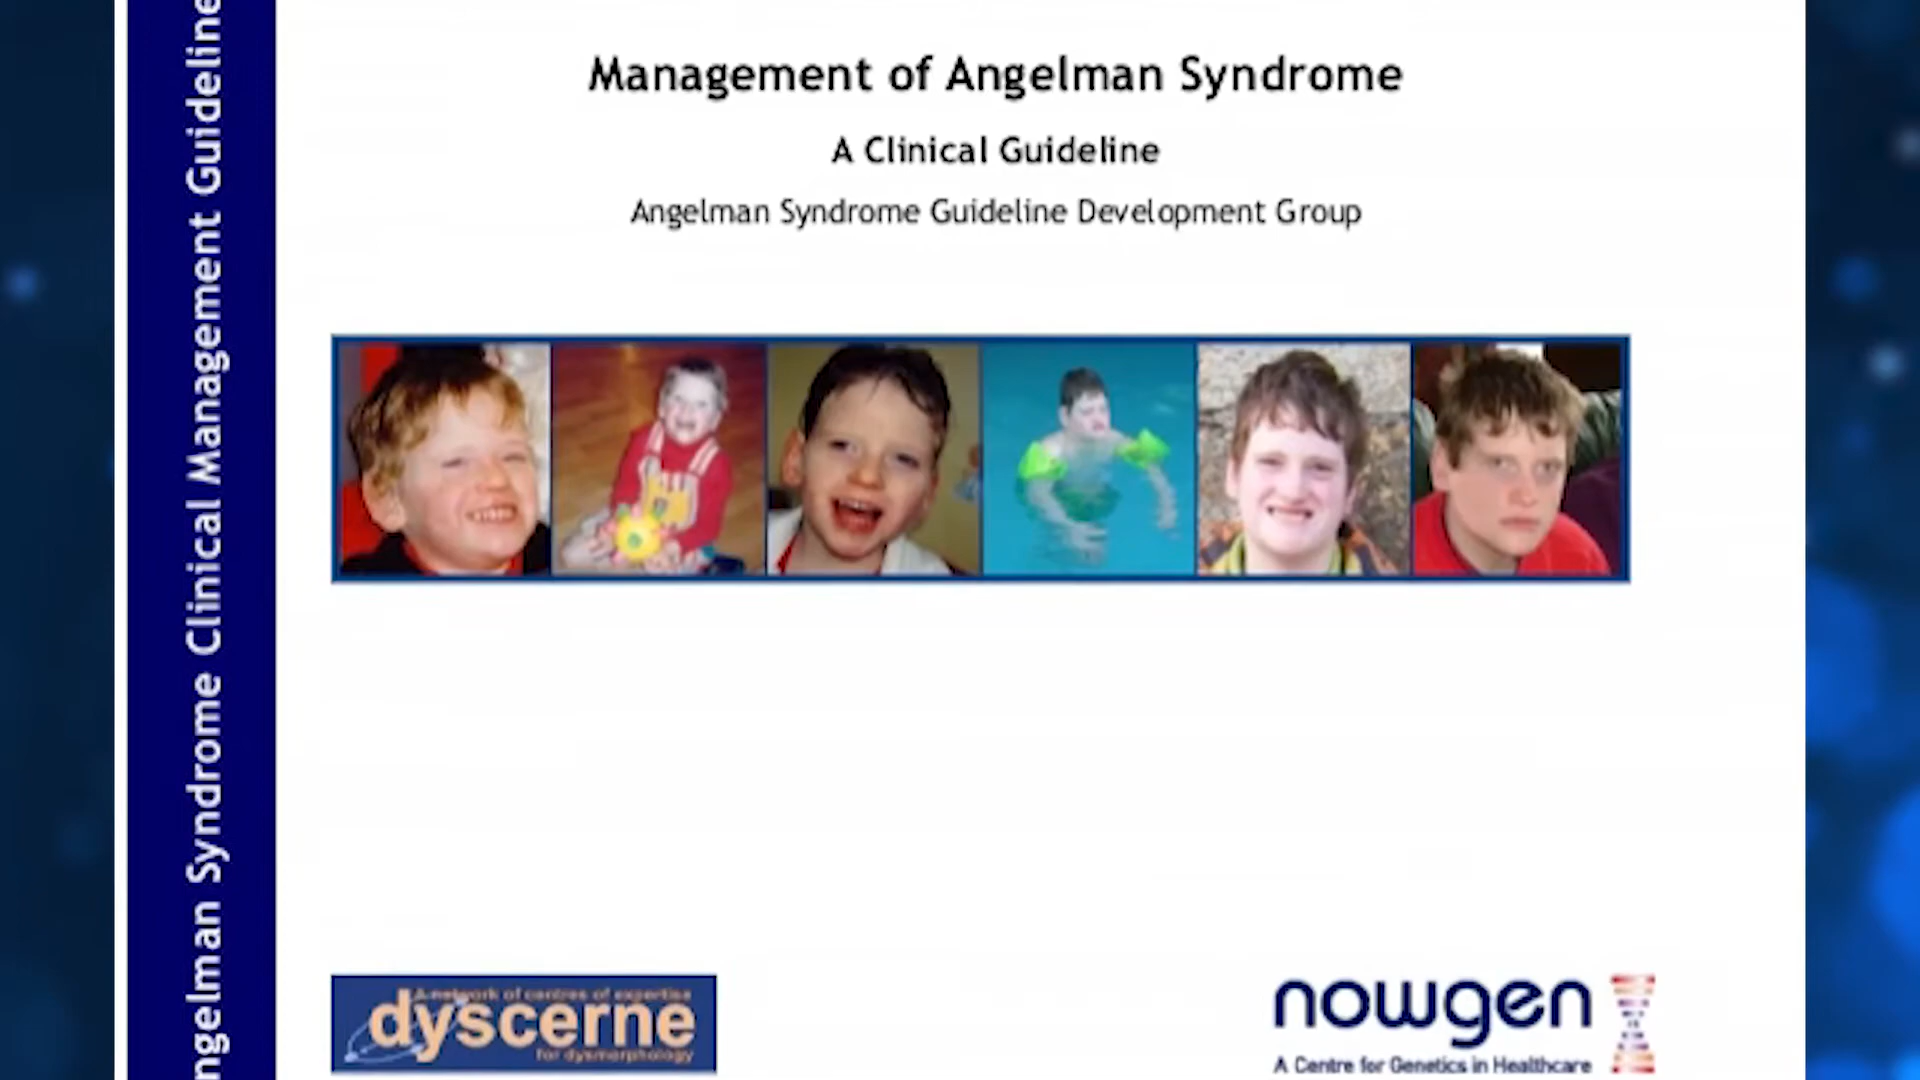 Management of Angelman Syndrome
A Clinical Guideline
Angelman Syndrome Guideline Development Group
ngelman Syndrome Clinical Management Guideline
A network of centres of expertise
dyscerne
for dysmorphology
nowgen
A Centre for Genetics in Healthcare